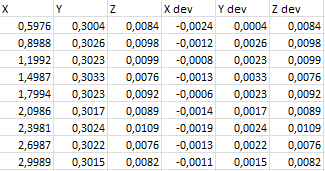 X Y Z X dev Y dev Z dev
0,5976 0,3004 0,0084 -0,0024 0,0004 0,0084
0,8988 0,3026 0,0098 -0,0012 0,0026 0,0098
1,1992 0,3023 0,0099 -0,0008 0,0023 0,0099
1,4987 0,3033 0,0076 -0,0013 0,0033 0,0076
1,7994 0,3023 0,0092 -0,0006 0,0023 0,0092
2,0986 0,3017 0,0089 -0,0014 0,0017 0,0089
2,3981 0,3024 0,0109 -0,0019 0,0024 0,0109
2,6987 0,3022 0,0076 -0,0013 0,0022 0,0076
2,9989 0,3015 0,0082 -0,0011 0,0015 0,0082